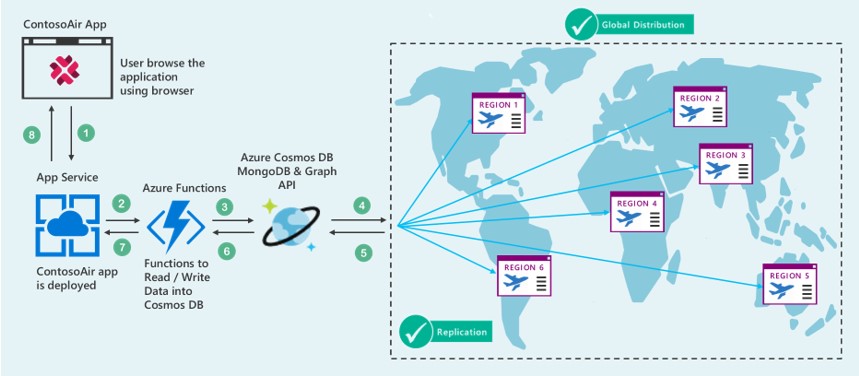 Global Distribution
ContosoAir App
User browse the
application
using browser
8
1
App Service
2
7
ContosoAir app
is deployed
Azure Functions
Functions to
Read / Write
Data into
Cosmos DB
3
6
Azure Cosmos DB
MongoDB & Graph
API
4
5
REGION 1
REGION 2
REGION 3
REGION 4
REGION 5
REGION 6
Replication